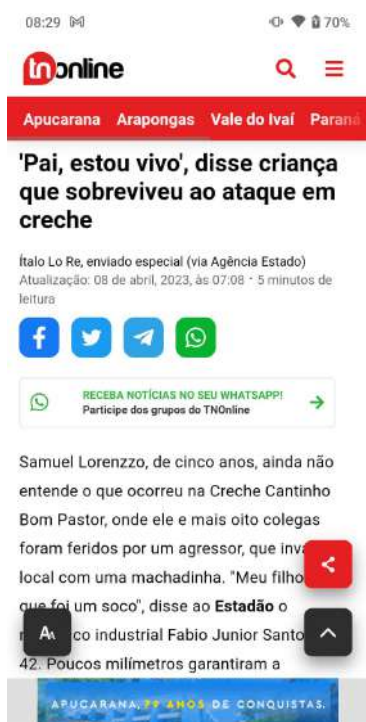 08:29
70%
tnonline
Apucarana Arapongas Vale do Ivaí Paraná
'Pai, estou vivo', disse criança
que sobreviveu ao ataque em
creche
Ítalo Lo Re, enviado especial (via Agência Estado)
Atualização: 08 de abril, 2023, às 07:08 · 5 minutos de
leitura
RECEBA NOTÍCIAS NO SEU WHATSAPP!
Participe dos grupos do TNOnline
Samuel Lorenzzo, de cinco anos, ainda não
entende o que ocorreu na Creche Cantinho
Bom Pastor, onde ele e mais oito colegas
foram feridos por um agressor, que inva
local com uma machadinha. "Meu filho
que foi um soco", disse ao Estadão o
co industrial Fabio Junior Santo
42. Poucos milímetros garantiram a
AA
APUCARANA, 79 ANOS DE CONQUISTAS.